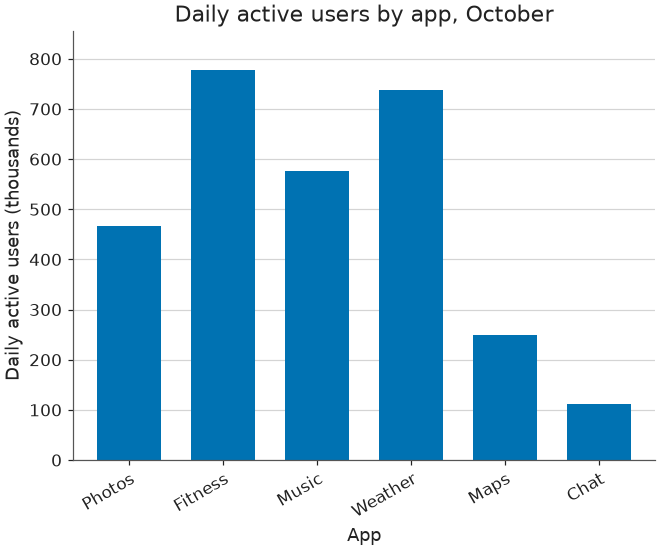 Daily active users by app, October
Daily active users (thousands)
800
700
600
500
400
300
200
100
0
Photos
Fitness
Music
Weather
Maps
Chat
App